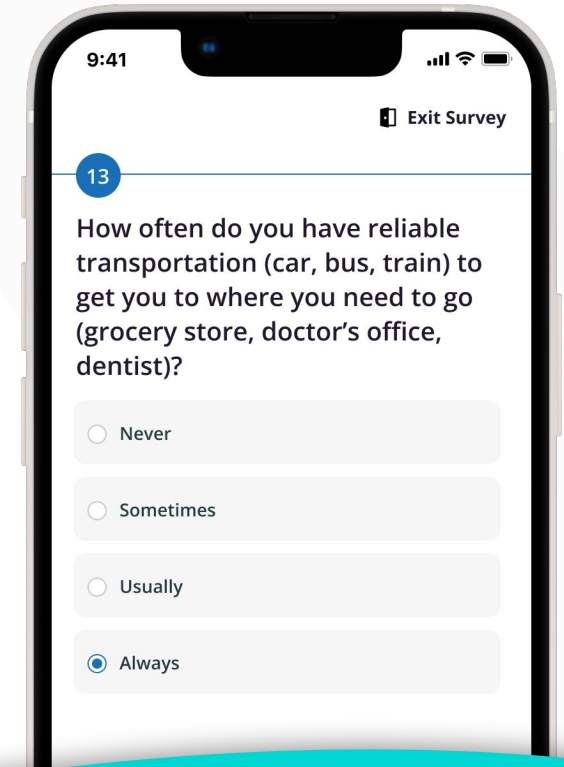 9:41
Exit Survey
13
How often do you have reliable
transportation (car, bus, train) to
get you to where you need to go
(grocery store, doctor’s office,
dentist)?
Never
Sometimes
Usually
Always